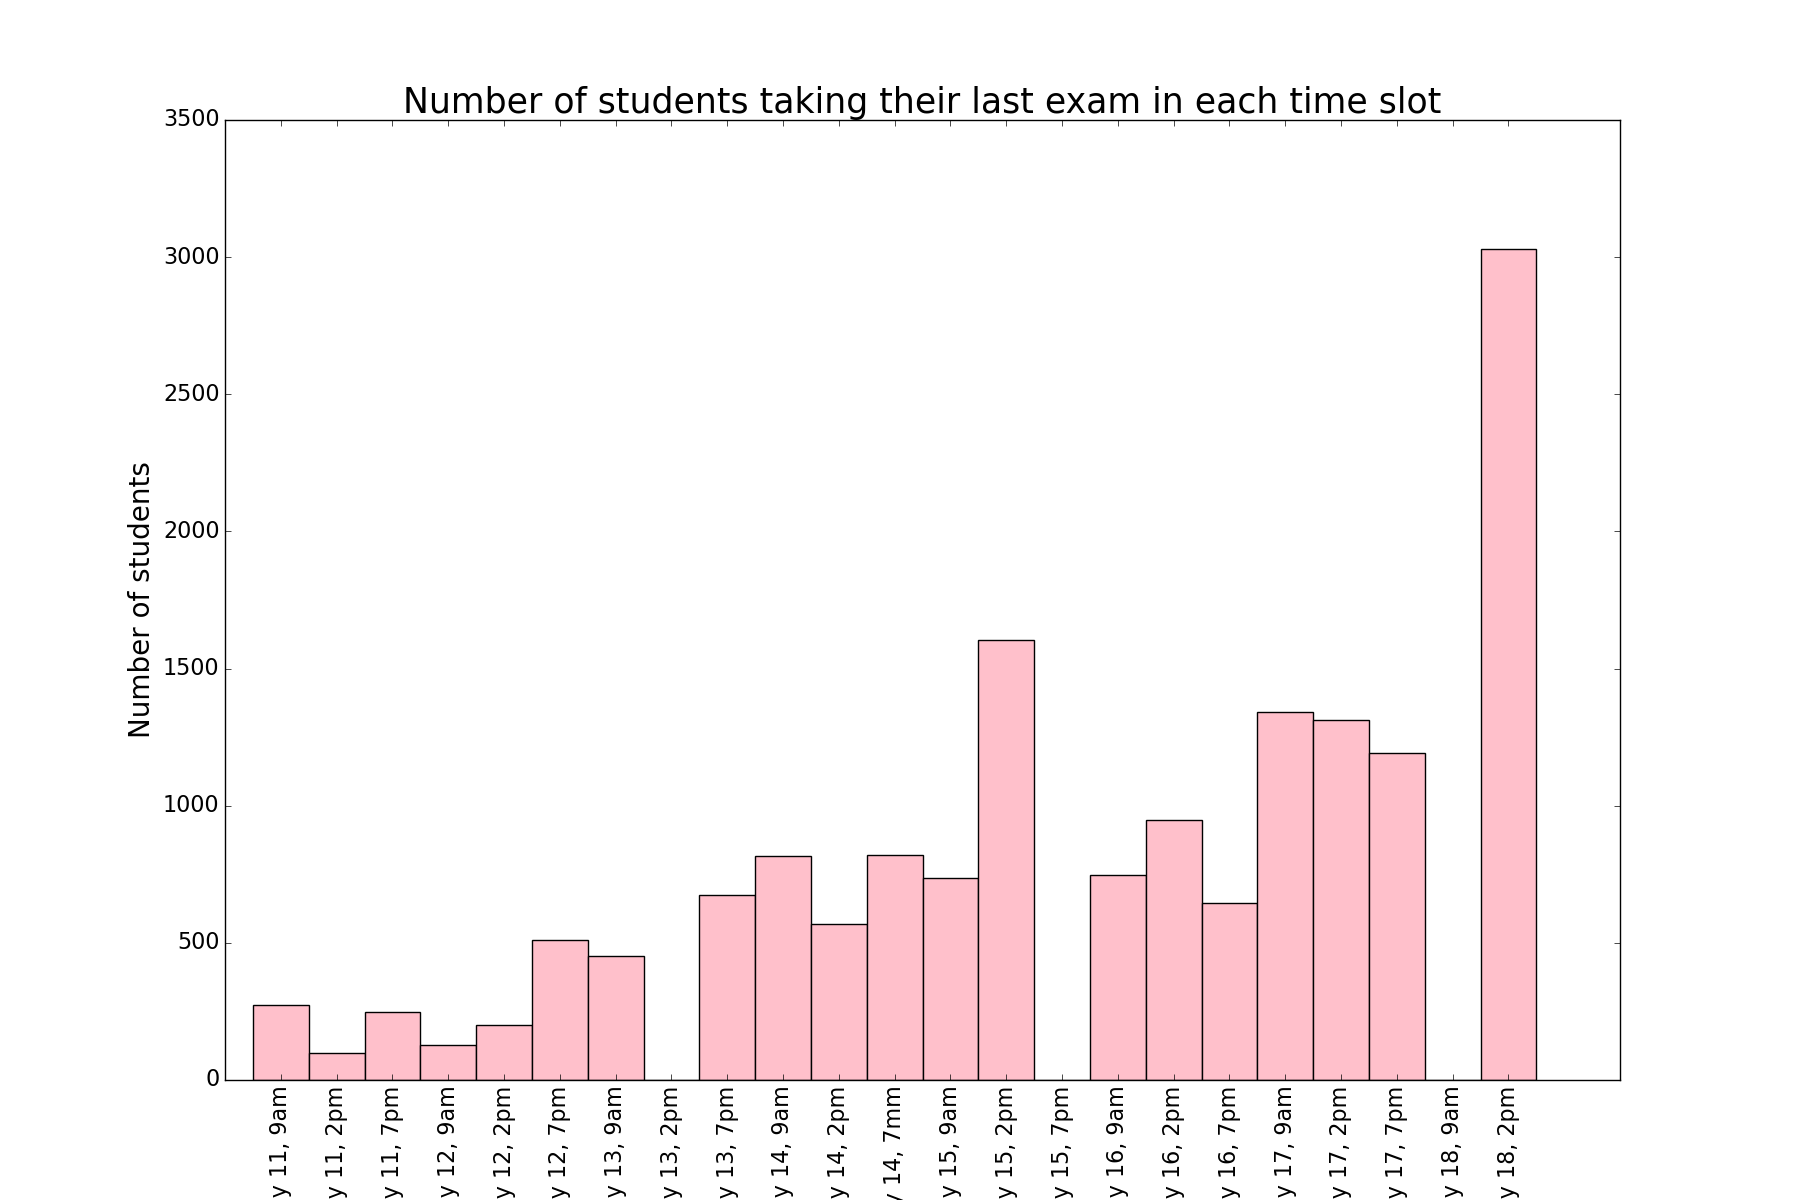 Number of students taking their last exam in each time slot
Number of students
3500
3000
2500
2000
1500
1000
500
0
y 11, 9am
y 11, 2pm
y 11, 7pm
y 12, 9am
y 12, 2pm
y 12, 7pm
y 13, 9am
y 13, 2pm
y 13, 7pm
y 14, 9am
y 14, 2pm
y 14, 7mm
y 15, 9am
y 15, 2pm
y 15, 7pm
y 16, 9am
y 16, 2pm
y 16, 7pm
y 17, 9am
y 17, 2pm
y 17, 7pm
y 18, 9am
y 18, 2pm